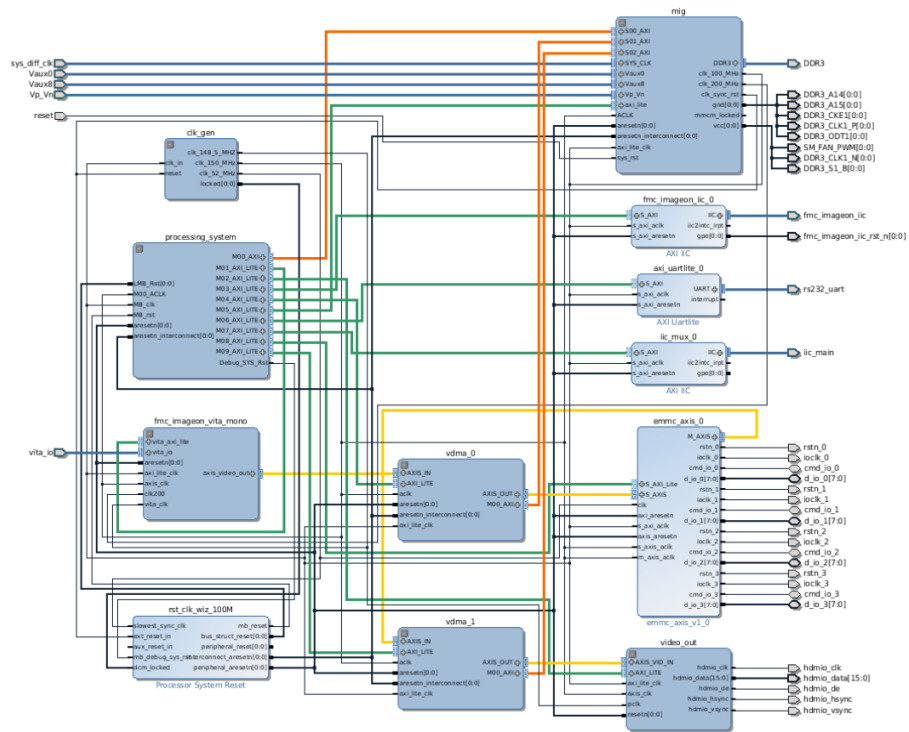 mig
S00_AXI
S01_AXI
S02_AXI
SYS_CLK
Vaux0
Vaux8
Vp_Vn
axi_lite
ACLK
aresetn[0:0]
aresetn_interconnect[0:0]
axi_lite_clk
sys_rst
DDR3
clk_100_MHz
clk_200_MHz
clk_sync_rst
gnd[0:0]
mmcm_locked
vcc[0:0]
sys_diff_clk
Vaux0
Vaux8
Vp_Vn
reset
DDR3
DDR3_A14[0:0]
DDR3_A15[0:0]
DDR3_CKE1[0:0]
DDR3_CLK1_P[0:0]
DDR3_ODT1[0:0]
SM_FAN_PWM[0:0]
DDR3_CLK1_N[0:0]
DDR3_S1_B[0:0]
clk_gen
clk_in
reset
clk_148_5_MHZ
clk_150_MHz
clk_52_MHz
locked[0:0]
fmc_imageon_iic_0
S_AXI
s_axi_aclk
s_axi_aresetn
IIC
iic2intc_irpt
gpo[0:0]
AXI IIC
fmc_imageon_iic
fmc_imageon_iic_rst_n[0:0]
processing_system
LMB_Rst[0:0]
M00_ACLK
MB_clk
MB_rst
aresetn[0:0]
aresetn_interconnect[0:0]
M00_AXI
M01_AXI_LITE
M02_AXI_LITE
M03_AXI_LITE
M04_AXI_LITE
M05_AXI_LITE
M06_AXI_LITE
M07_AXI_LITE
M08_AXI_LITE
M09_AXI_LITE
Debug_SYS_Rst
axi_uartlite_0
S_AXI
s_axi_aclk
s_axi_aresetn
UART
interrupt
AXI Uartlite
rs232_uart
iic_mux_0
S_AXI
s_axi_aclk
s_axi_aresetn
IIC
iic2intc_irpt
gpo[0:0]
AXI IIC
iic_main
fmc_imageon_vita_mono
vita_axi_lite
vita_io
aresetn[0:0]
axi_lite_clk
axis_clk
clk200
vita_clk
axis_video_out
vita_io
vdma_0
AXIS_IN
AXI_LITE
aclk
aresetn[0:0]
aresetn_interconnect[0:0]
axi_lite_clk
AXIS_OUT
M00_AXI
emmc_axis_0
M_AXIS
S_AXI_Lite
S_AXIS
clk
axi_aresetn
s_axi_aclk
axis_aresetn
s_axis_aclk
m_axis_aclk
rstn_0
ioclk_0
cmd_io_0
d_io_0[7:0]
rstn_1
ioclk_1
cmd_io_1
d_io_1[7:0]
rstn_2
ioclk_2
cmd_io_2
d_io_2[7:0]
rstn_3
ioclk_3
cmd_io_3
d_io_3[7:0]
emmc_axis_v1_0
rstn_0
ioclk_0
cmd_io_0
d_io_0[7:0]
rstn_1
ioclk_1
cmd_io_1
d_io_1[7:0]
rstn_2
ioclk_2
cmd_io_2
d_io_2[7:0]
rstn_3
ioclk_3
cmd_io_3
d_io_3[7:0]
rst_clk_wiz_100M
slowest_sync_clk
ext_reset_in
aux_reset_in
mb_debug_sys_rst
dcm_locked
mb_reset
bus_struct_reset[0:0]
peripheral_reset[0:0]
interconnect_aresetn[0:0]
peripheral_aresetn[0:0]
Processor System Reset
vdma_1
AXIS_IN
AXI_LITE
aclk
aresetn[0:0]
aresetn_interconnect[0:0]
axi_lite_clk
AXIS_OUT
M00_AXI
video_out
AXIS_VID_IN
AXI_LITE
axi_lite_clk
axis_clk
pclk
resetn[0:0]
hdmio_clk
hdmio_data[15:0]
hdmio_de
hdmio_hsync
hdmio_vsync
hdmio_clk
hdmio_data[15:0]
hdmio_de
hdmio_hsync
hdmio_vsync